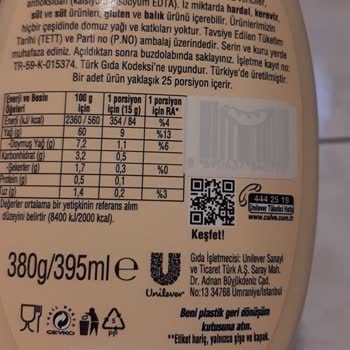 antioksidan (kalsiyum disodyum EDTA). İz miktarda hardal, kereviz,
süt ve süt ürünleri, gluten ve balık ürünü içerebilir. Ürünlerimizin
hiçbir çeşidinde domuz yağı ve katkıları yoktur. Tavsiye Edilen Tüketim
Tarihi (TETT) ve Parti no (P.NO) ambalaj üzerindedir. Serin ve kuru yerde
muhafaza ediniz. Açıldıktan sonra buzdolabında saklayınız. İşletme kayıt no:
TR-59-K-015374. Türk Gıda Kodeksi'ne uygundur. Türkiye'de üretilmiştir.
Bir adet ürün yaklaşık 25 porsiyon içerir.
Enerji ve Besin Öğeleri 100 g için 1 porsiyon için (15 g) 1 porsiyon için RA*
Enerji (kJ/kcal) 2360 / 560 354 / 84 %4
Yağ (g) 60 9 %13
-Doymuş Yağ (g) 7,2 1,1 %6
Karbonhidrat (g) 3,2 0,5
-Şekerler (g) 1,7 0,3 %0
Protein (g) 0,5 0,1
Tuz (g) 1,4 0,2 %3
Değerler ortalama bir yetişkinin referans alım
düzeyini belirtir (8400 kJ/2000 kcal).
444 25 19
Unilever Tüketici Hattı
www.calve.com.tr
Keşfet!
380g/395ml e
Unilever
Gıda İşletmecisi: Unilever Sanayi
ve Ticaret Türk A.Ş. Saray Mah.
Dr. Adnan Büyükdeniz Cad.
No:13 34768 Ümraniye/İstanbul
CEVKO
5
PP
Beni plastik geri dönüşüm
kutusuna atın.
**Etiket hariç, yalnızca şişe ve kapak.